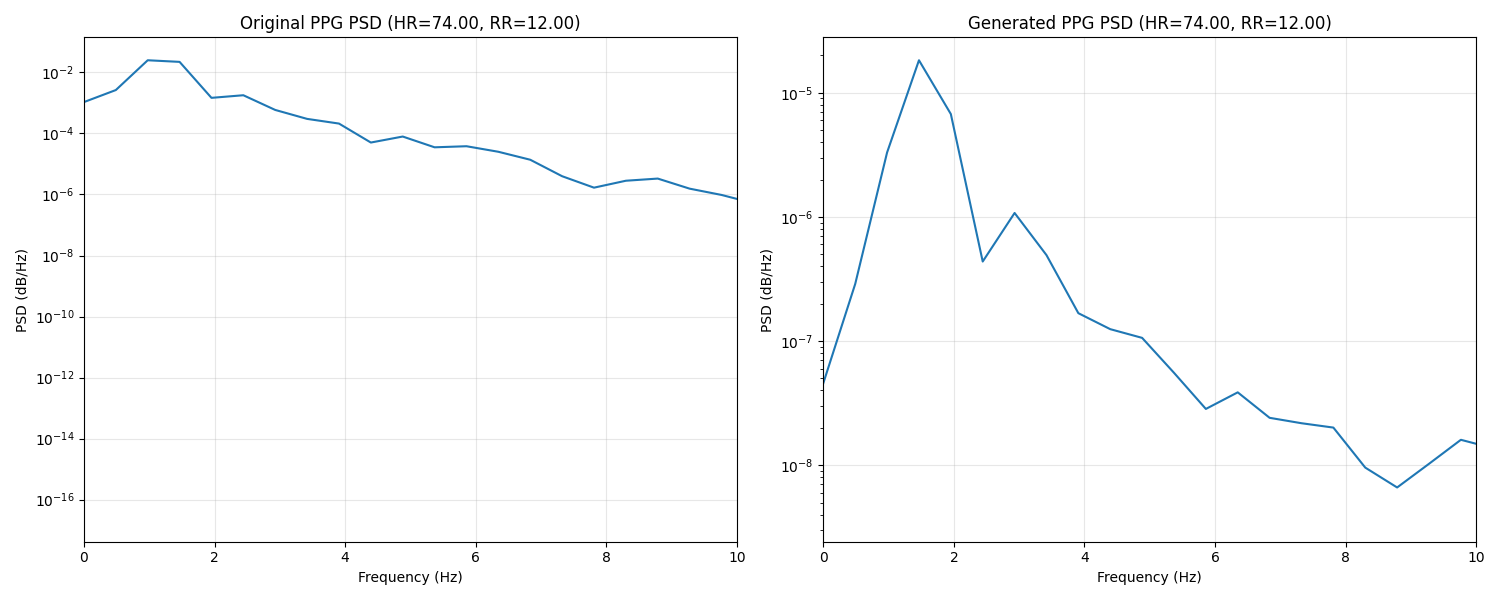 Original PPG PSD (HR=74.00, RR=12.00)
PSD (dB/Hz)
10⁻²
10⁻⁴
10⁻⁶
10⁻⁸
10⁻¹⁰
10⁻¹²
10⁻¹⁴
10⁻¹⁶
0 2 4 6 8 10
Frequency (Hz)
Generated PPG PSD (HR=74.00, RR=12.00)
PSD (dB/Hz)
10⁻⁵
10⁻⁶
10⁻⁷
10⁻⁸
0 2 4 6 8 10
Frequency (Hz)